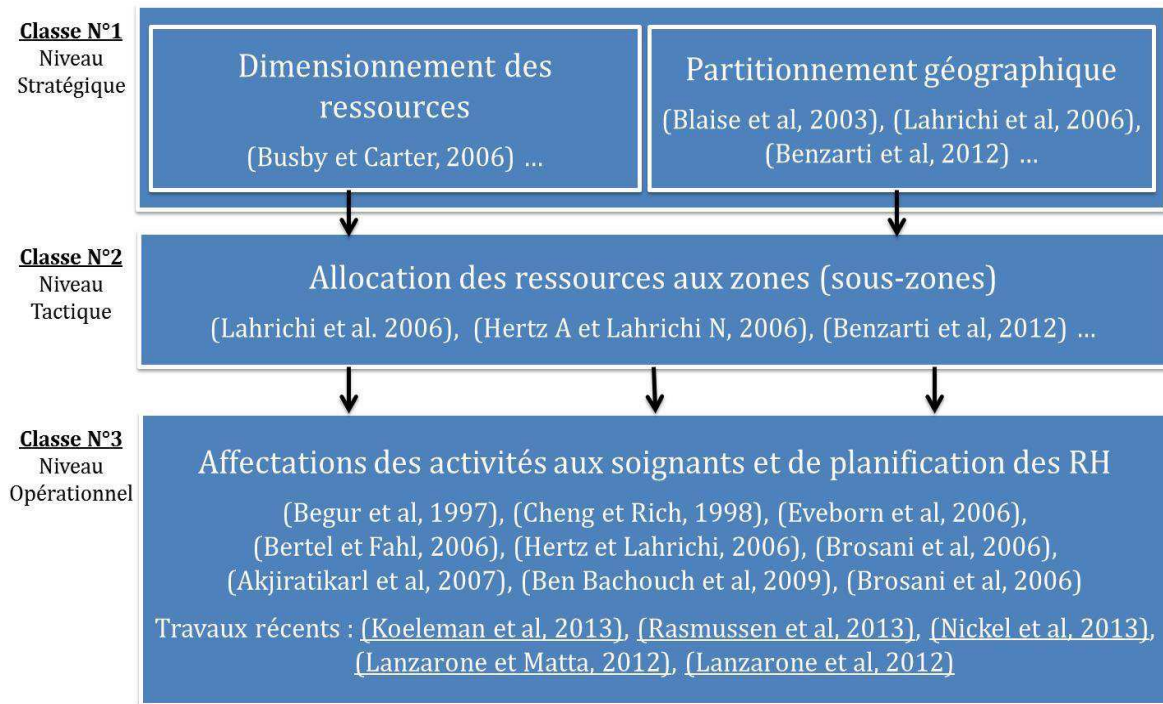 Classe N°1
Niveau
Stratégique
Dimensionnement des
ressources
(Busby et Carter, 2006) ...
Partitionnement géographique
(Blaise et al, 2003), (Lahrichi et al, 2006),
(Benzarti et al, 2012) ...
Classe N°2
Niveau
Tactique
Allocation des ressources aux zones (sous-zones)
(Lahrichi et al. 2006), (Hertz A et Lahrichi N, 2006), (Benzarti et al, 2012) ...
Classe N°3
Niveau
Opérationnel
Affectations des activités aux soignants et de planification des RH
(Begur et al, 1997), (Cheng et Rich, 1998), (Eveborn et al, 2006),
(Bertel et Fahl, 2006), (Hertz et Lahrichi, 2006), (Brosani et al, 2006),
(Akjiratikarl et al, 2007), (Ben Bachouch et al, 2009), (Brosani et al, 2006)
Travaux récents : (Koeleman et al, 2013), (Rasmussen et al, 2013), (Nickel et al, 2013),
(Lanzarone et Matta, 2012), (Lanzarone et al, 2012)